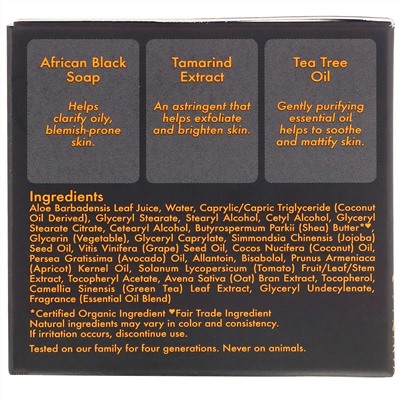 African Black
Soap
Helps
clarify oily,
blemish-prone
skin.
Tamarind
Extract
An astringent that
helps exfoliate
and brighten skin.
Tea Tree
Oil
Gently purifying
essential oil
helps to soothe
and mattify skin.
Ingredients
Aloe Barbadensis Leaf Juice, Water, Caprylic/Capric Triglyceride (Coconut
Oil Derived), Glyceryl Stearate, Stearyl Alcohol, Cetyl Alcohol, Glyceryl
Stearate Citrate, Cetearyl Alcohol, Butyrospermum Parkii (Shea) Butter*♥,
Glycerin (Vegetable), Glyceryl Caprylate, Simmondsia Chinensis (Jojoba)
Seed Oil, Vitis Vinifera (Grape) Seed Oil, Cocos Nucifera (Coconut) Oil,
Persea Gratissima (Avocado) Oil, Allantoin, Bisabolol, Prunus Armeniaca
(Apricot) Kernel Oil, Solanum Lycopersicum (Tomato) Fruit/Leaf/Stem
Extract, Tocopheryl Acetate, Avena Sativa (Oat) Bran Extract, Tocopherol,
Camellia Sinensis (Green Tea) Leaf Extract, Glyceryl Undecylenate,
Fragrance (Essential Oil Blend)
*Certified Organic Ingredient ♥Fair Trade Ingredient
Natural ingredients may vary in color and consistency.
If irritation occurs, discontinue use.
Tested on our family for four generations. Never on animals.